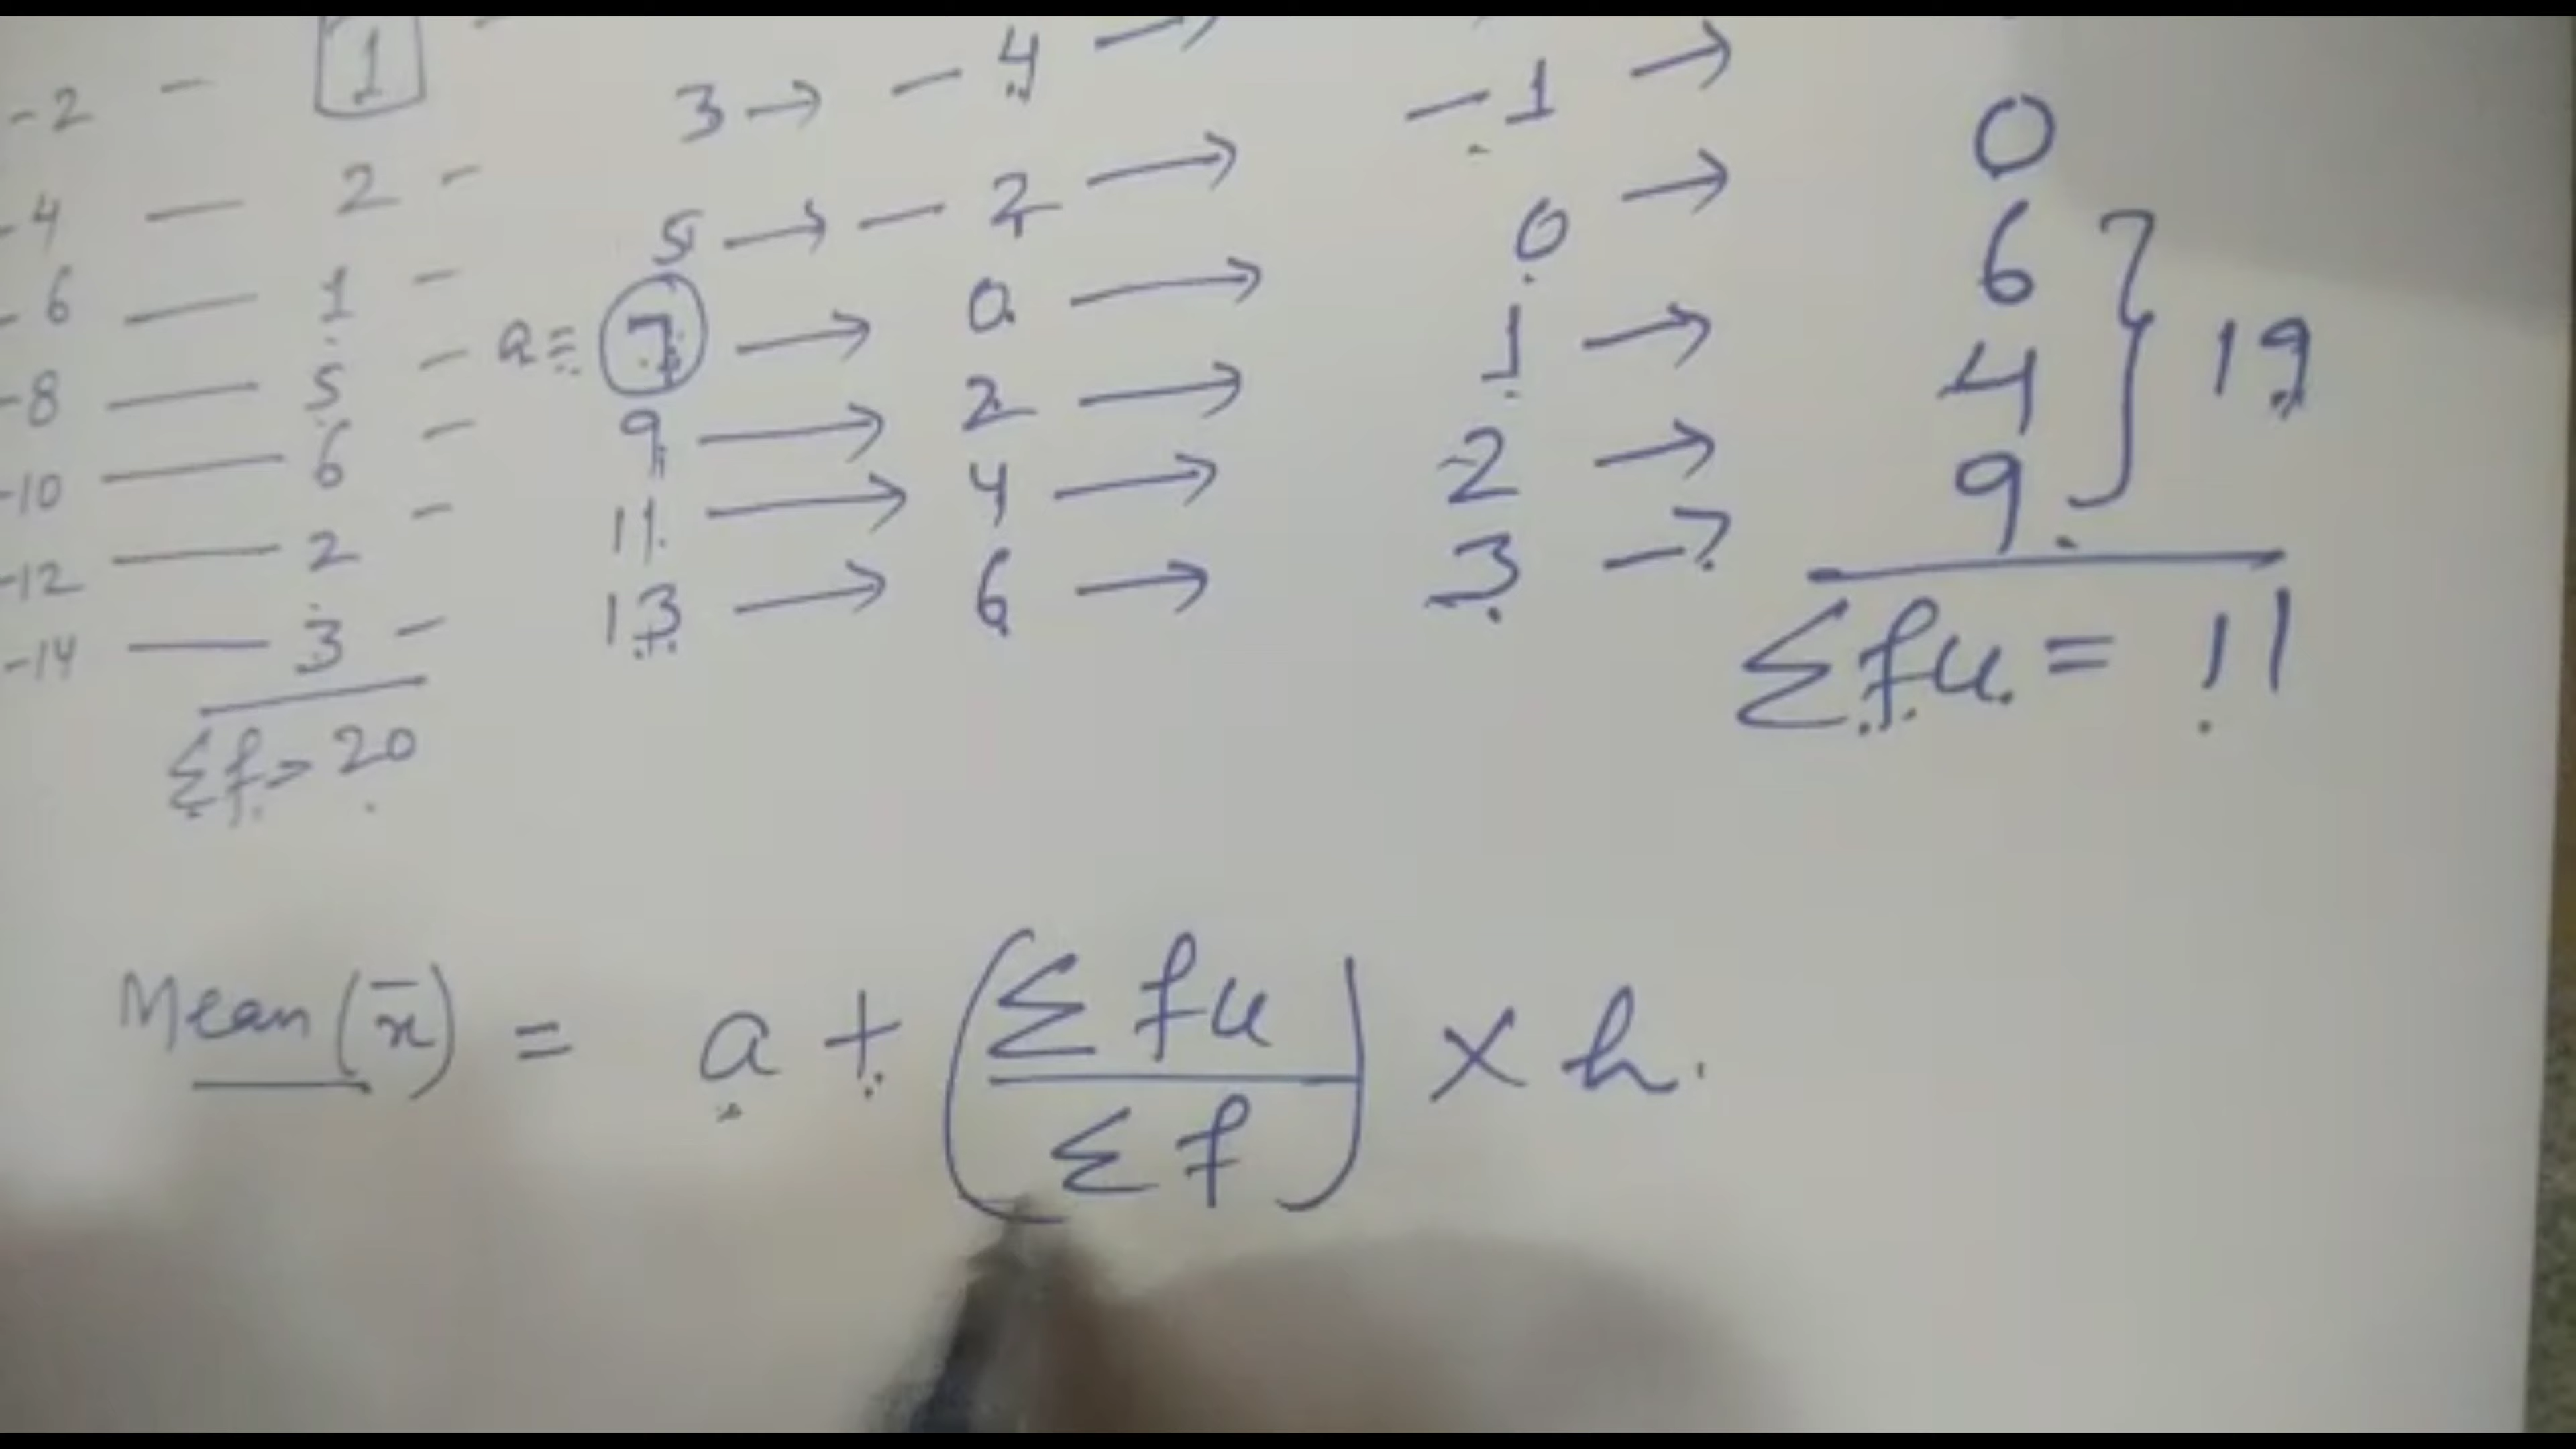 -2 - 1 3 → - 4 →
-4 — 2 - 5 → - 2 → - 1 → 0
-6 — 1 - a = 7 → 0 → 0 → 6
-8 — 5 - 9 → 2 → 1 → 4 } 19
-10 — 6 - 11 → 4 → 2 → 9
-12 — 2 - 13 → 6 → 3 →
-14 — 3 -
Σfu = 11
Σf = 20
Mean (x̄) = a + (Σfu / Σf) × h.